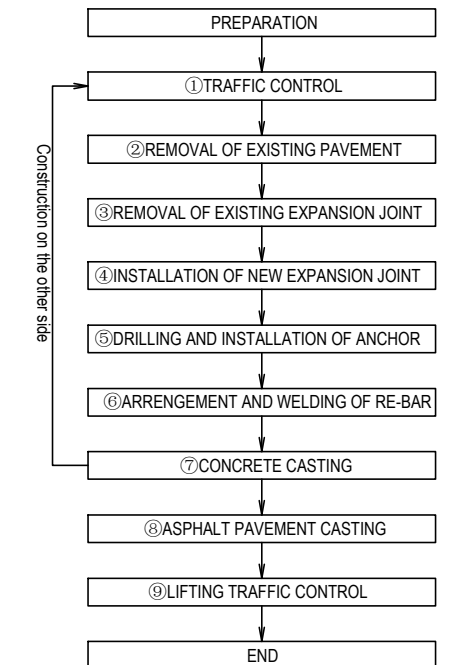 PREPARATION
①TRAFFIC CONTROL
②REMOVAL OF EXISTING PAVEMENT
③REMOVAL OF EXISTING EXPANSION JOINT
④INSTALLATION OF NEW EXPANSION JOINT
⑤DRILLING AND INSTALLATION OF ANCHOR
⑥ARRENGEMENT AND WELDING OF RE-BAR
⑦CONCRETE CASTING
Construction on the other side
⑧ASPHALT PAVEMENT CASTING
⑨LIFTING TRAFFIC CONTROL
END